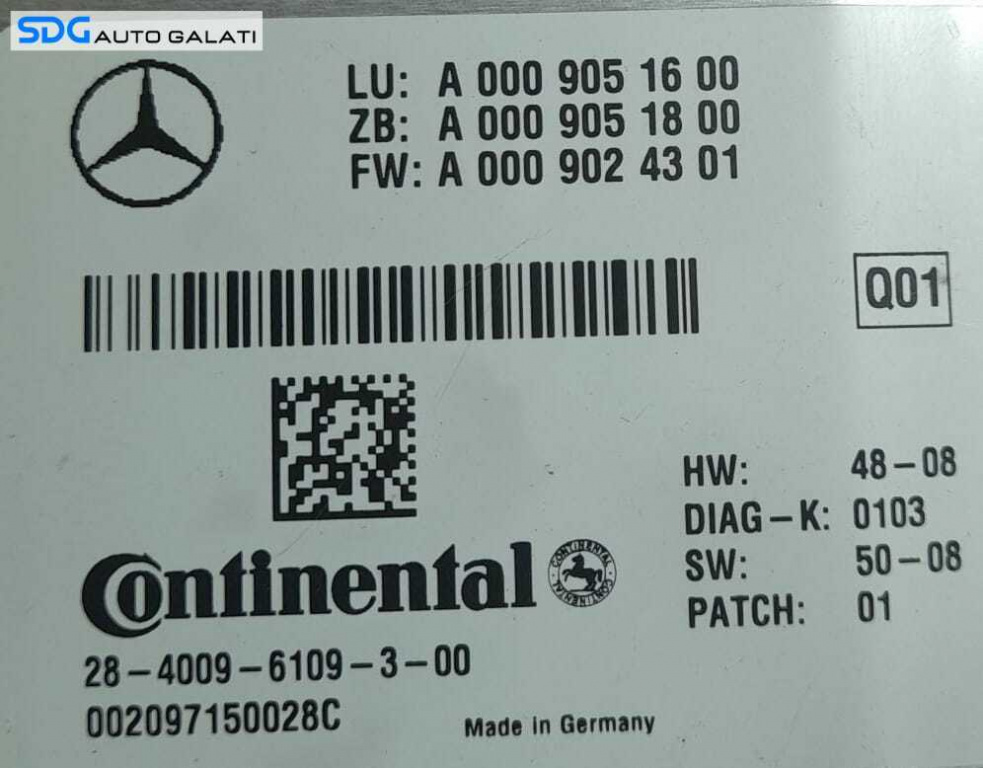 SDG AUTO GALATI
LU: A 000 905 16 00
ZB: A 000 905 18 00
FW: A 000 902 43 01
Q01
HW: 48-08
DIAG-K: 0103
SW: 50-08
PATCH: 01
Continental
CONTINENTAL CONTINENTAL
28-4009-6109-3-00
002097150028C
Made in Germany